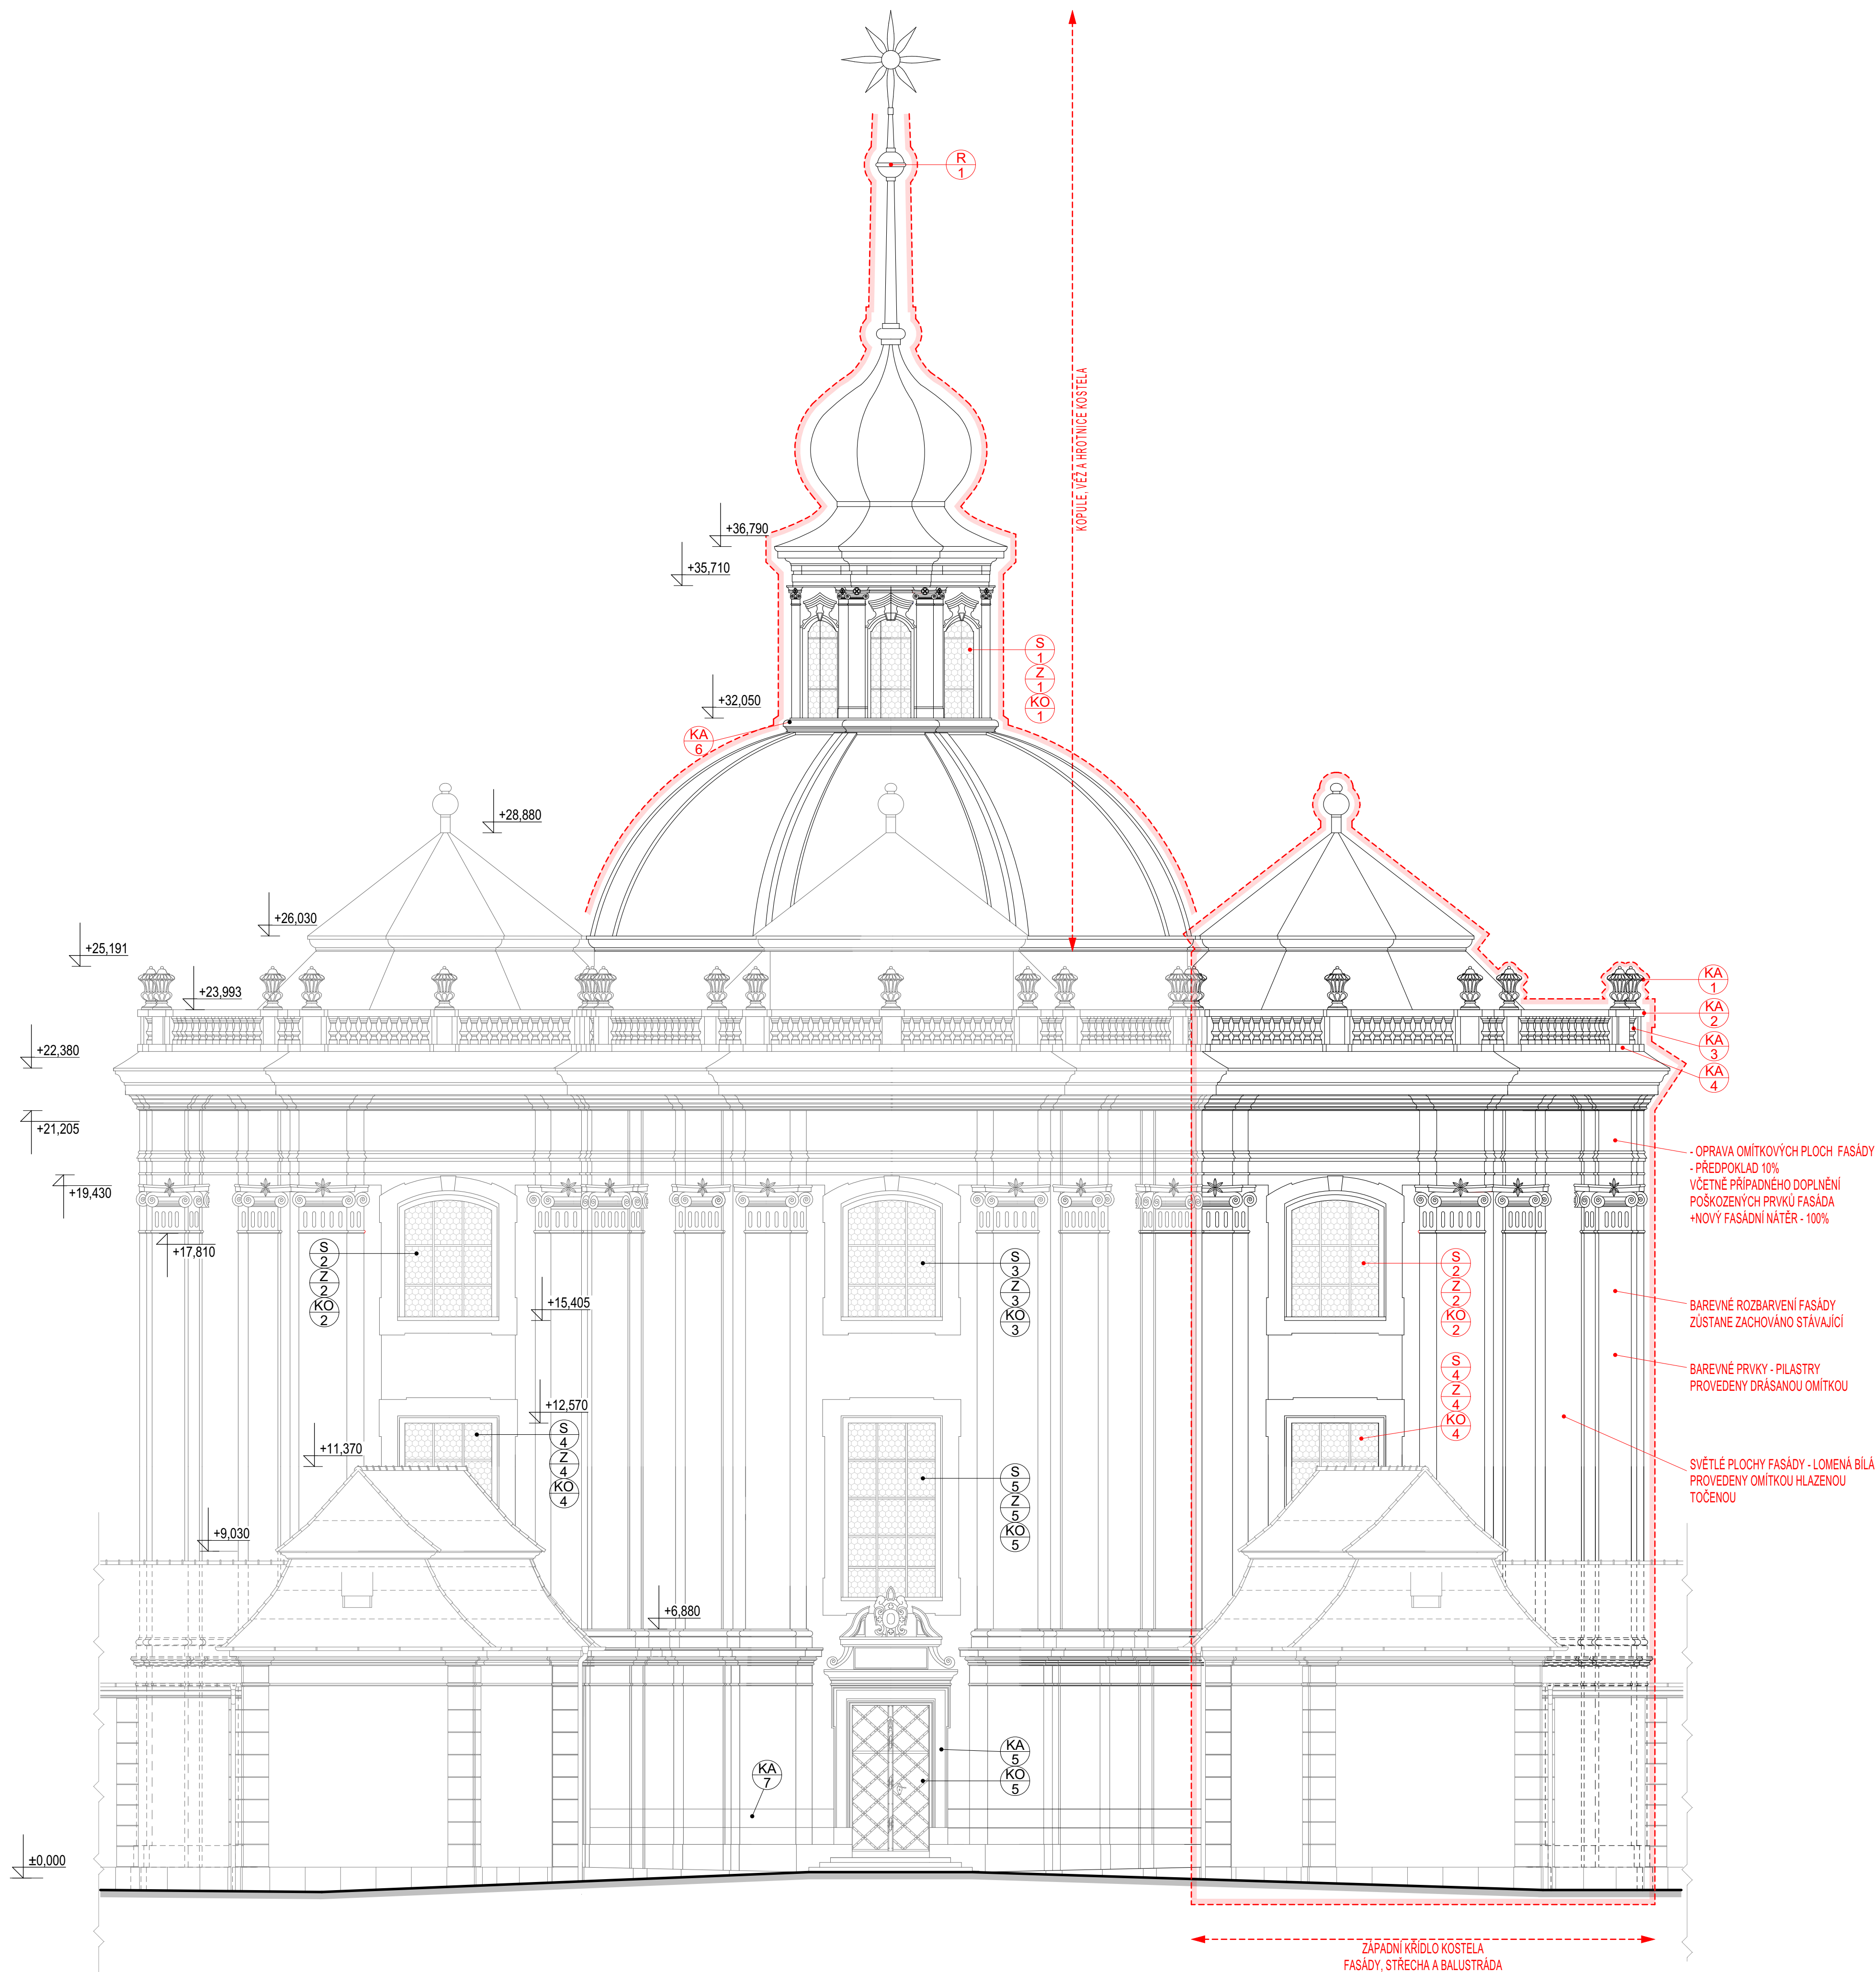 R
1
KOPULE, VĚŽ A HROTNICE KOSTELA
+36,790
+35,710
S
1
Z
1
KO
1
+32,050
KA
6
+28,880
+26,030
+25,191
+23,993
KA
1
KA
2
KA
3
KA
4
+22,380
+21,205
- OPRAVA OMÍTKOVÝCH PLOCH FASÁDY
- PŘEDPOKLAD 10%
VČETNĚ PŘÍPADNÉHO DOPLNĚNÍ
POŠKOZENÝCH PRVKŮ FASÁDA
+NOVÝ FASÁDNÍ NÁTĚR - 100%
+19,430
+17,810
S
2
Z
2
KO
2
S
3
Z
3
KO
3
S
2
Z
2
KO
2
+15,405
BAREVNÉ ROZBARVENÍ FASÁDY
ZŮSTANE ZACHOVÁNO STÁVAJÍCÍ
BAREVNÉ PRVKY - PILASTRY
PROVEDENY DRÁSANOU OMÍTKOU
S
4
Z
4
KO
4
+12,570
+11,370
S
4
Z
4
KO
4
S
5
Z
5
KO
5
SVĚTLÉ PLOCHY FASÁDY - LOMENÁ BÍLÁ
PROVEDENY OMÍTKOU HLAZENOU
TOČENOU
+9,030
+6,880
KA
7
KA
5
KO
5
±0,000
ZÁPADNÍ KŘÍDLO KOSTELA
FASÁDY, STŘECHA A BALUSTRÁDA